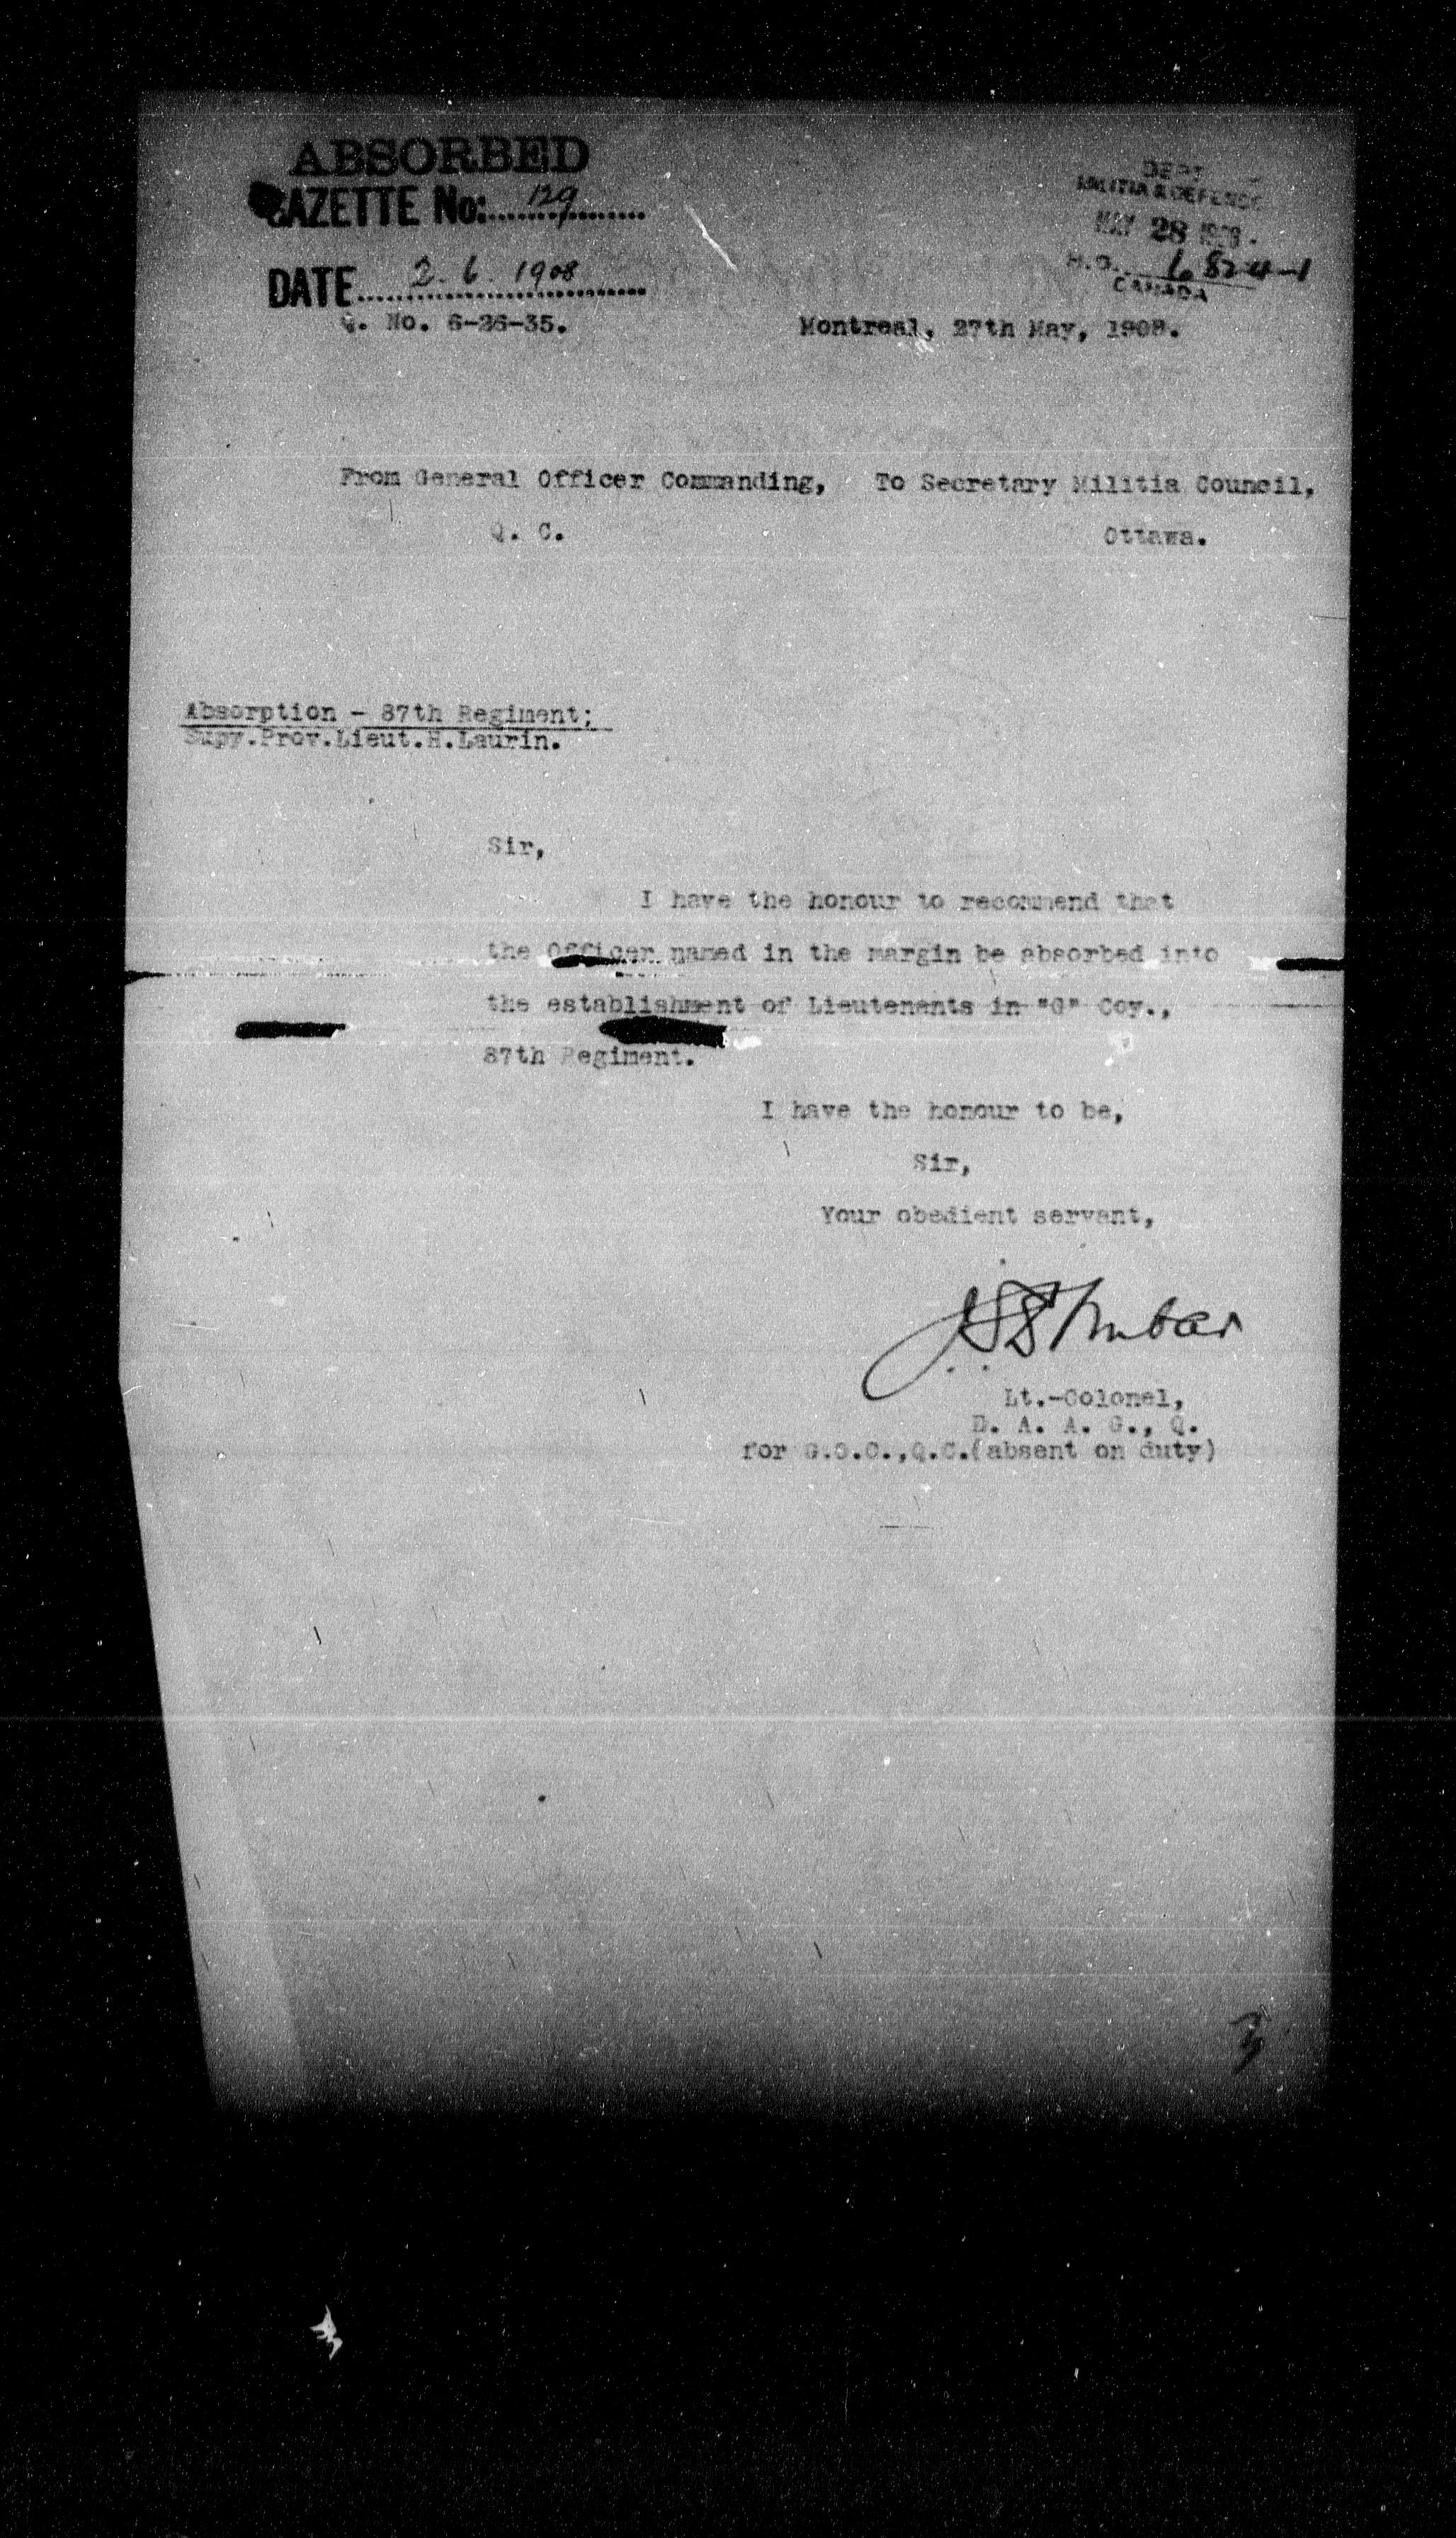 ABSORBED
GAZETTE No: 129
DATE 2. 6. 1908
Q. No. 6-26-35.
DEPT
MILITIA & DEFENCE
MAY 28 1908.
H.Q. 682-4-1
CANADA
Montreal, 27th May, 1908.
From General Officer Commanding, To Secretary Militia Council,
Q. C. Ottawa.
Absorption - 87th Regiment;
Supy.Prov.Lieut.H.Laurin.
Sir,
I have the honour to recommend that
the Officer named in the margin be absorbed into
the establishment of Lieutenants in "G" Coy.,
87th Regiment.
I have the honour to be,
Sir,
Your obedient servant,
Lt.-Colonel,
D. A. A. G., Q.
for G.O.C.,Q.C.(absent on duty)
3